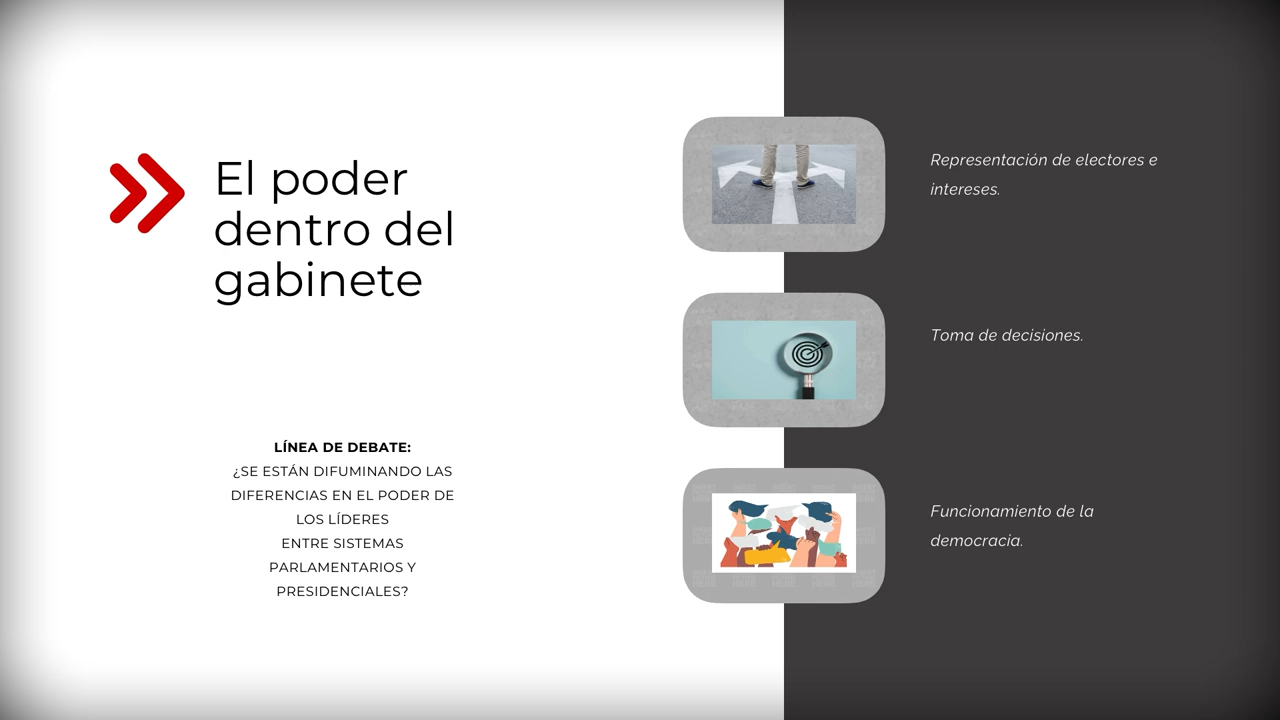 El poder
dentro del
gabinete
LÍNEA DE DEBATE:
¿SE ESTÁN DIFUMINANDO LAS
DIFERENCIAS EN EL PODER DE
LOS LÍDERES
ENTRE SISTEMAS
PARLAMENTARIOS Y
PRESIDENCIALES?
Representación de electores e
intereses.
Toma de decisiones.
Funcionamiento de la
democracia.